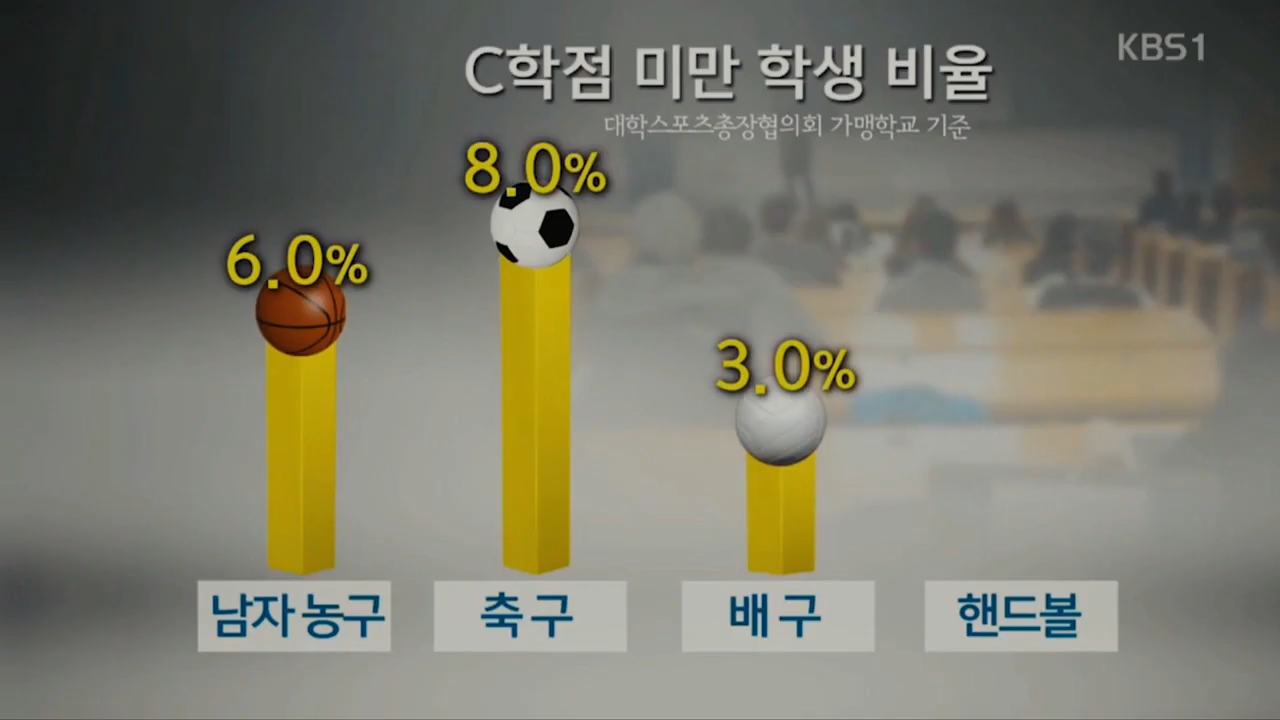 KBS1
C학점 미만 학생 비율
대학스포츠총장협의회 가맹학교 기준
8.0%
6.0%
3.0%
남자 농구
축구
배구
핸드볼